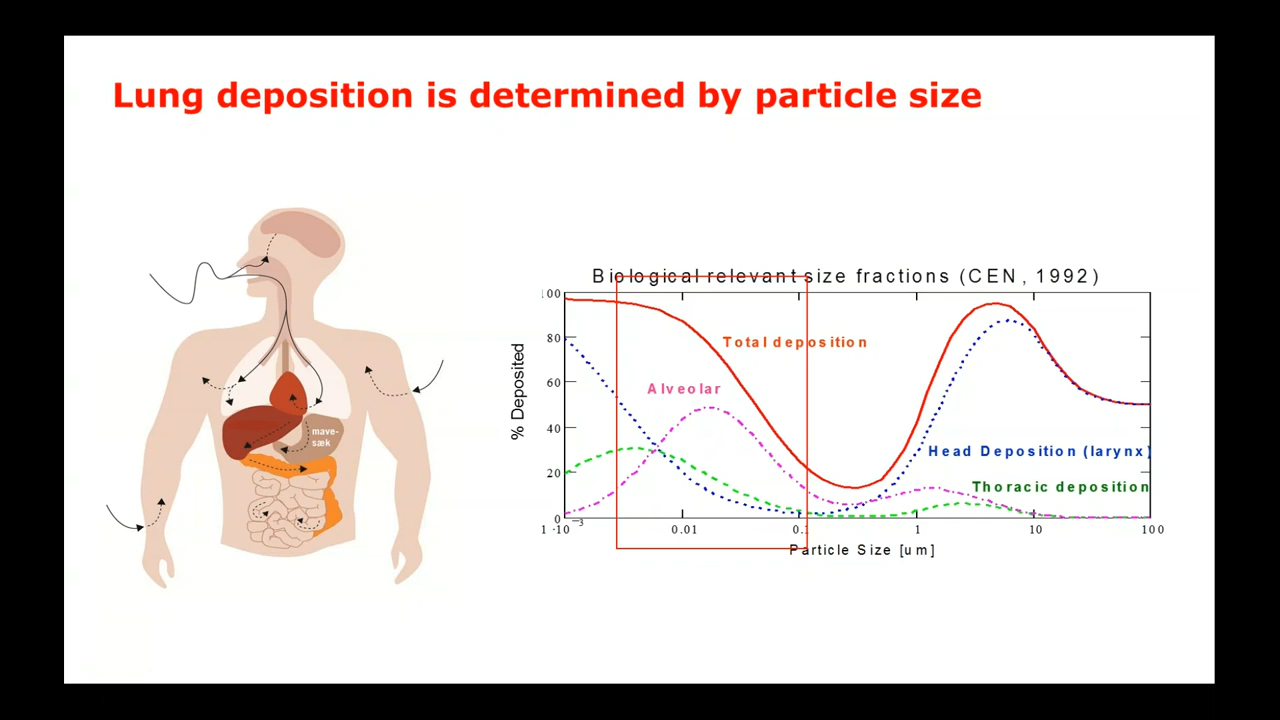 Lung deposition is determined by particle size
mave-
sæk
Biological relevant size fractions (CEN, 1992)
% Deposited
100
80
60
40
20
0
Total deposition
Alveolar
Head Deposition (larynx)
Thoracic deposition
1·10⁻³
0.01
0.1
1
10
100
Particle Size [um]